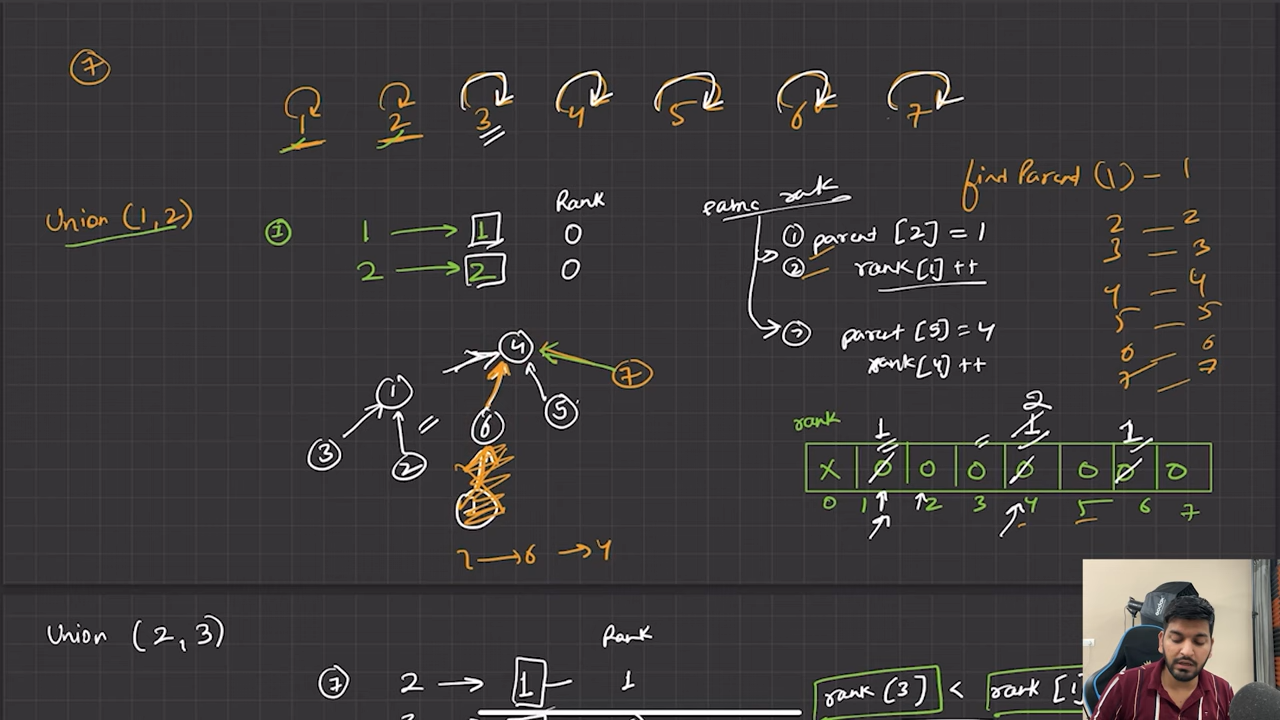 7
1 2 3 4 5 6 7
find Parent (1) - 1
Union (1,2)
Rank
same rank
1 1 → 1 0
2 → 2 0
1 parent [2] = 1
2 rank[1] ++
2 — 2
3 — 3
4 — 4
5 — 5
6 — 6
7 — 7
parent [5] = 4
rank[4] ++
4
1 7
6 5
3 2
7 → 6 → 4
rank
1 2 1 1
X 0 0 0 0 0 0 0
0 1 2 3 4 5 6 7
Union (2,3)
Rank
2 → 1 — 1
rank (3) < rank [1